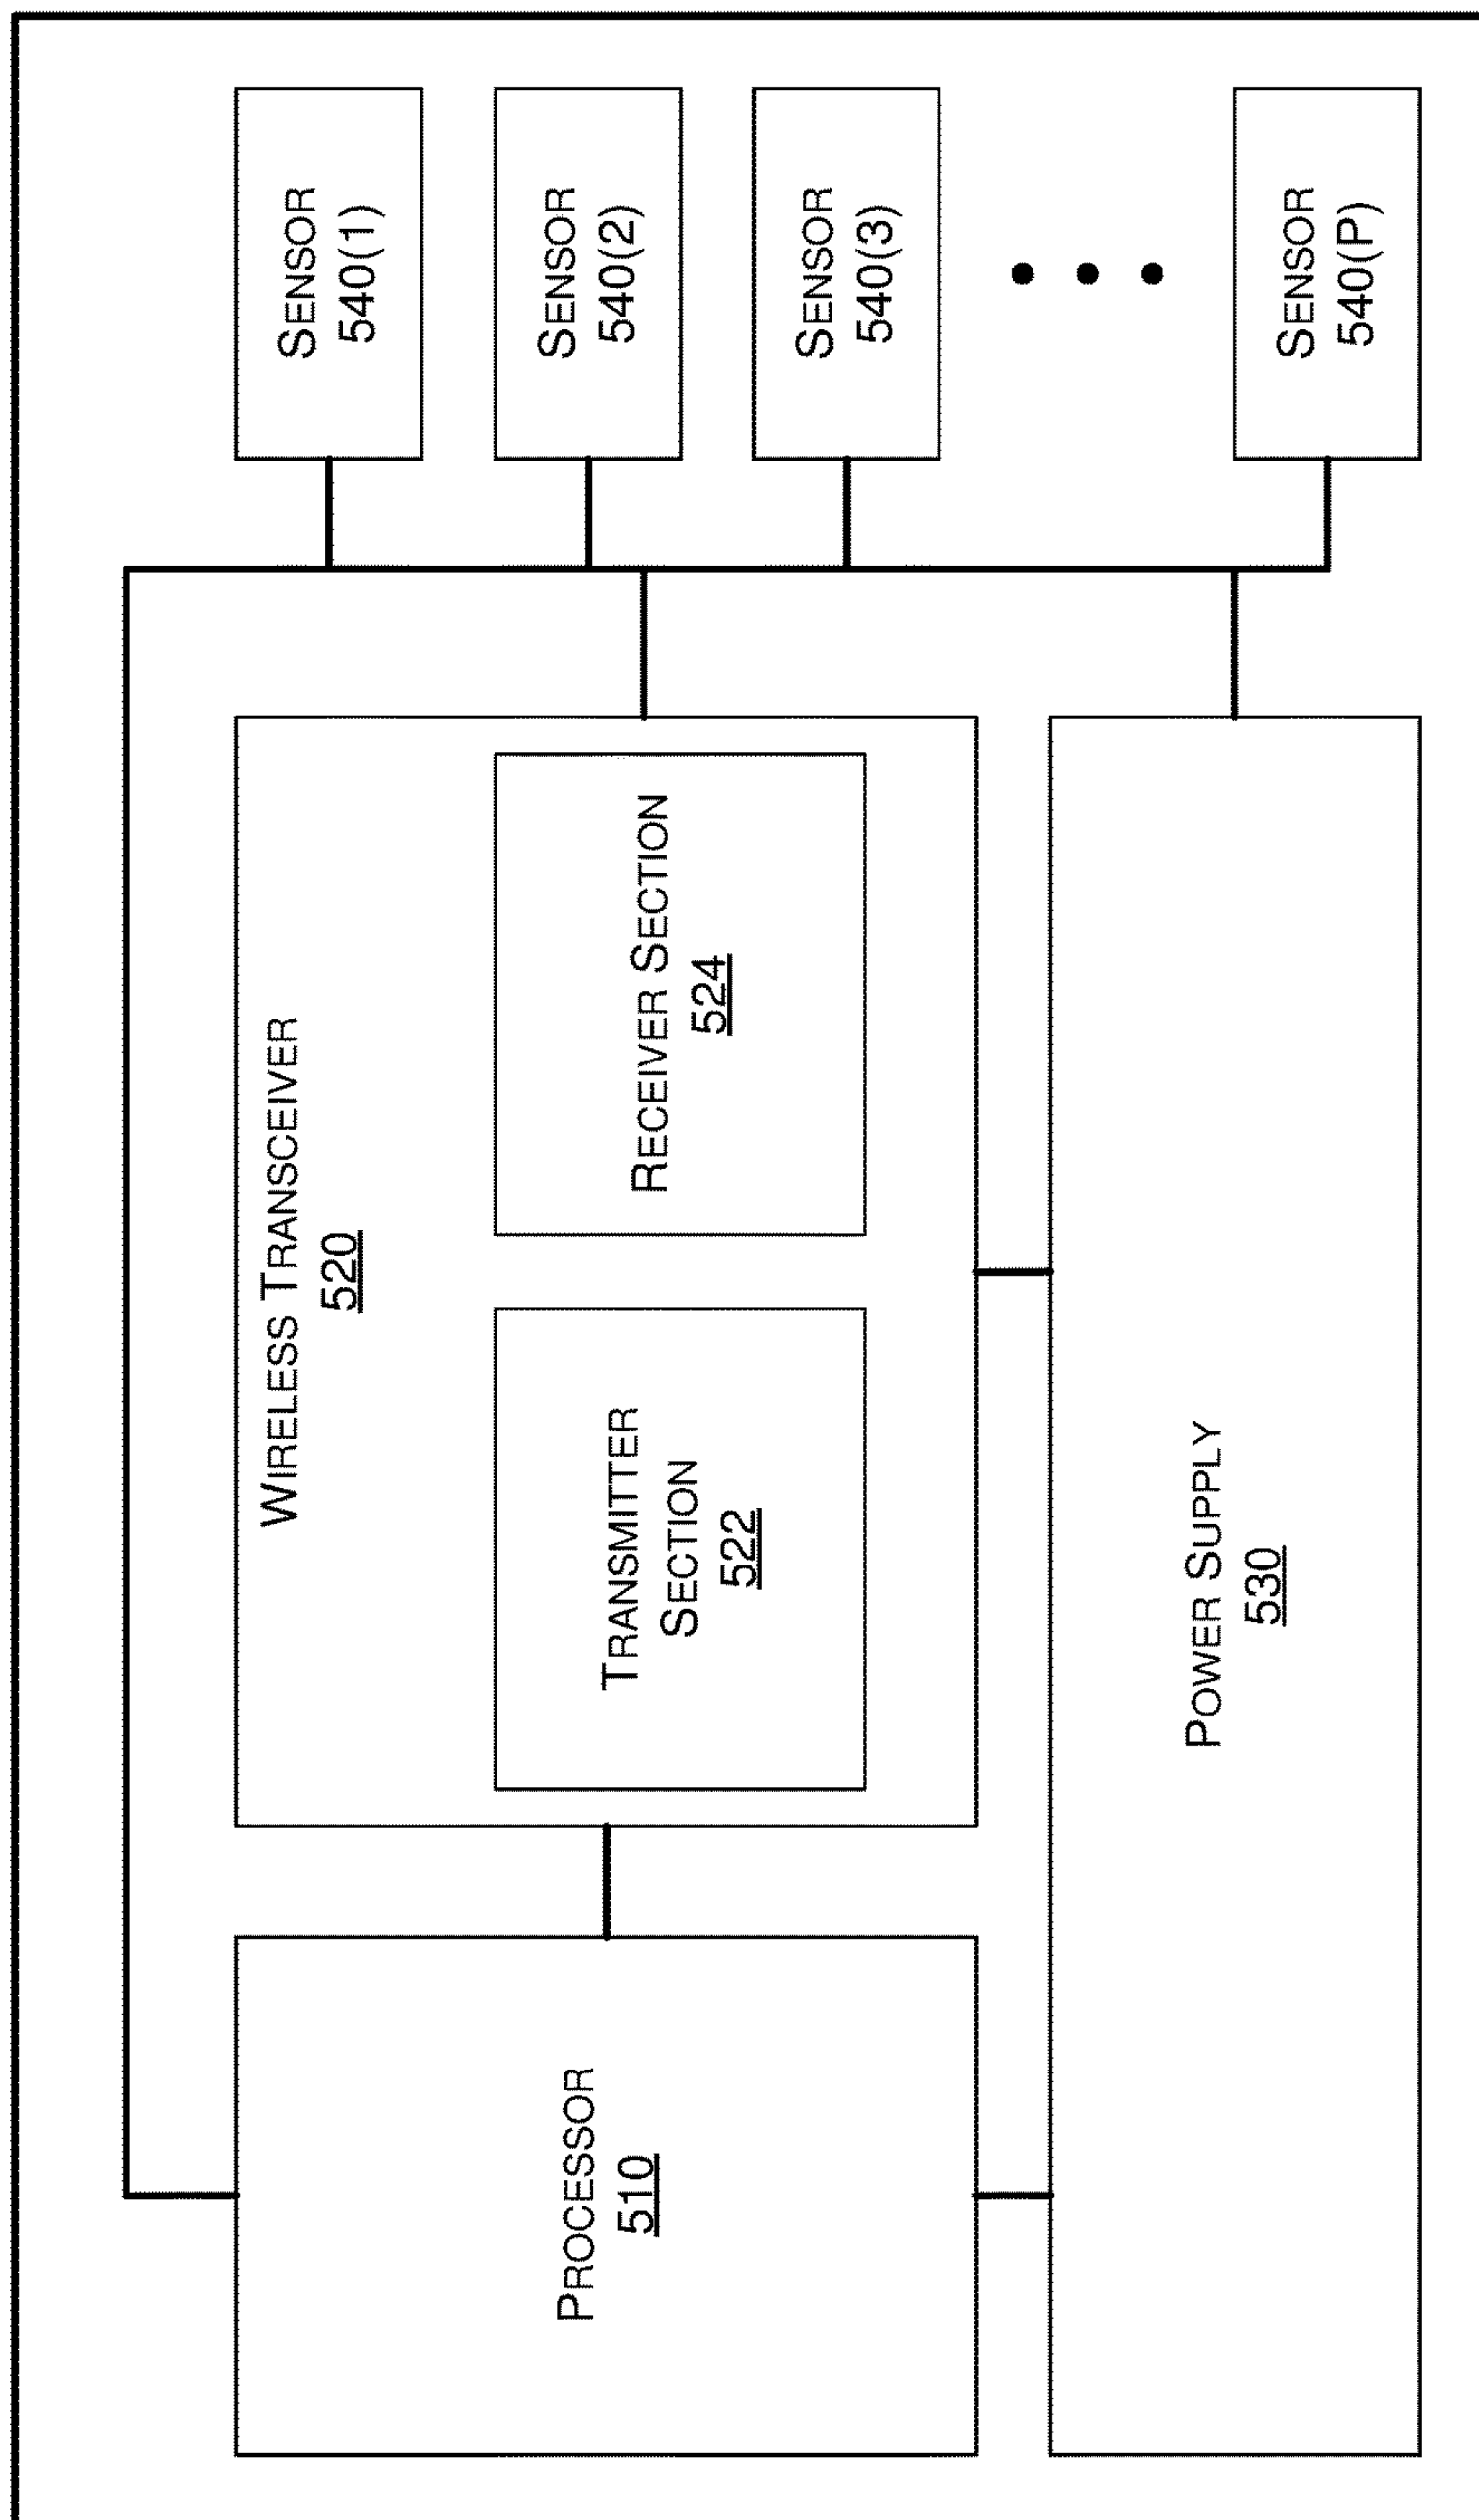 PROCESSOR
510
WIRELESS TRANSCEIVER
520
TRANSMITTER
SECTION
522
RECEIVER SECTION
524
POWER SUPPLY
530
SENSOR
540(1)
SENSOR
540(2)
SENSOR
540(3)
SENSOR
540(P)